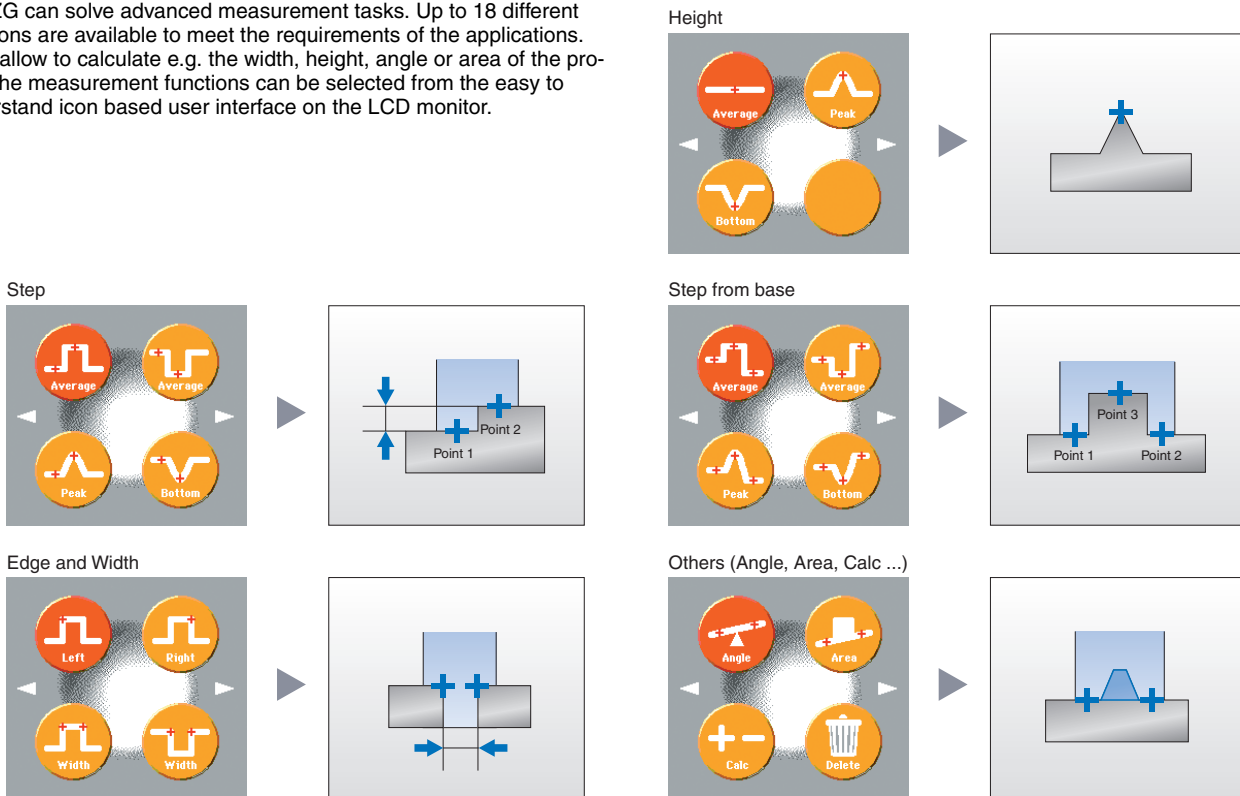 ZG can solve advanced measurement tasks. Up to 18 different
ons are available to meet the requirements of the applications.
allow to calculate e.g. the width, height, angle or area of the pro-
he measurement functions can be selected from the easy to
rstand icon based user interface on the LCD monitor.
Height
Average
Peak
Bottom
Step
Average
Average
Peak
Bottom
Point 1
Point 2
Step from base
Average
Average
Peak
Bottom
Point 1
Point 3
Point 2
Edge and Width
Left
Right
Width
Width
Others (Angle, Area, Calc ...)
Angle
Area
Calc
Delete